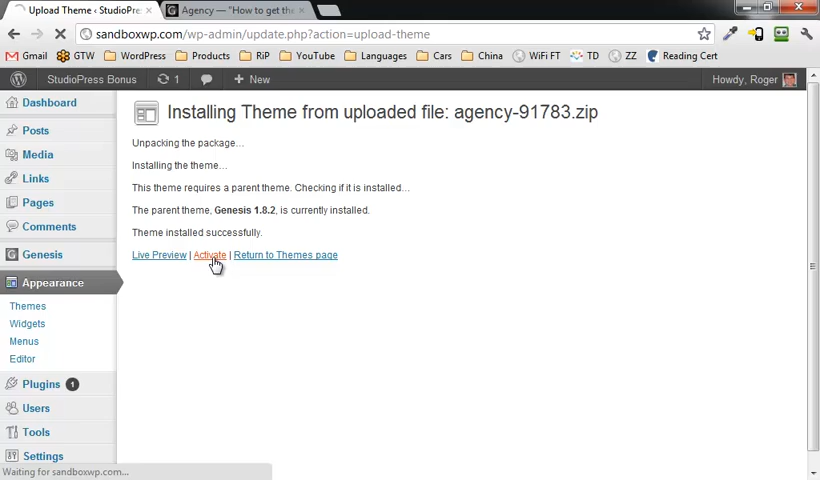 Upload Theme ‹ StudioPres
Agency — "How to get the
sandboxwp.com/wp-admin/update.php?action=upload-theme
Gmail GTW WordPress Products RiP YouTube Languages Cars China WiFi FT TD ZZ Reading Cert
StudioPress Bonus 1 + New Howdy, Roger
Dashboard
Posts
Media
Links
Pages
Comments
Genesis
Appearance
Themes
Widgets
Menus
Editor
Plugins 1
Users
Tools
Settings
Installing Theme from uploaded file: agency-91783.zip
Unpacking the package…
Installing the theme…
This theme requires a parent theme. Checking if it is installed…
The parent theme, Genesis 1.8.2, is currently installed.
Theme installed successfully.
Live Preview | Activate | Return to Themes page
Waiting for sandboxwp.com...